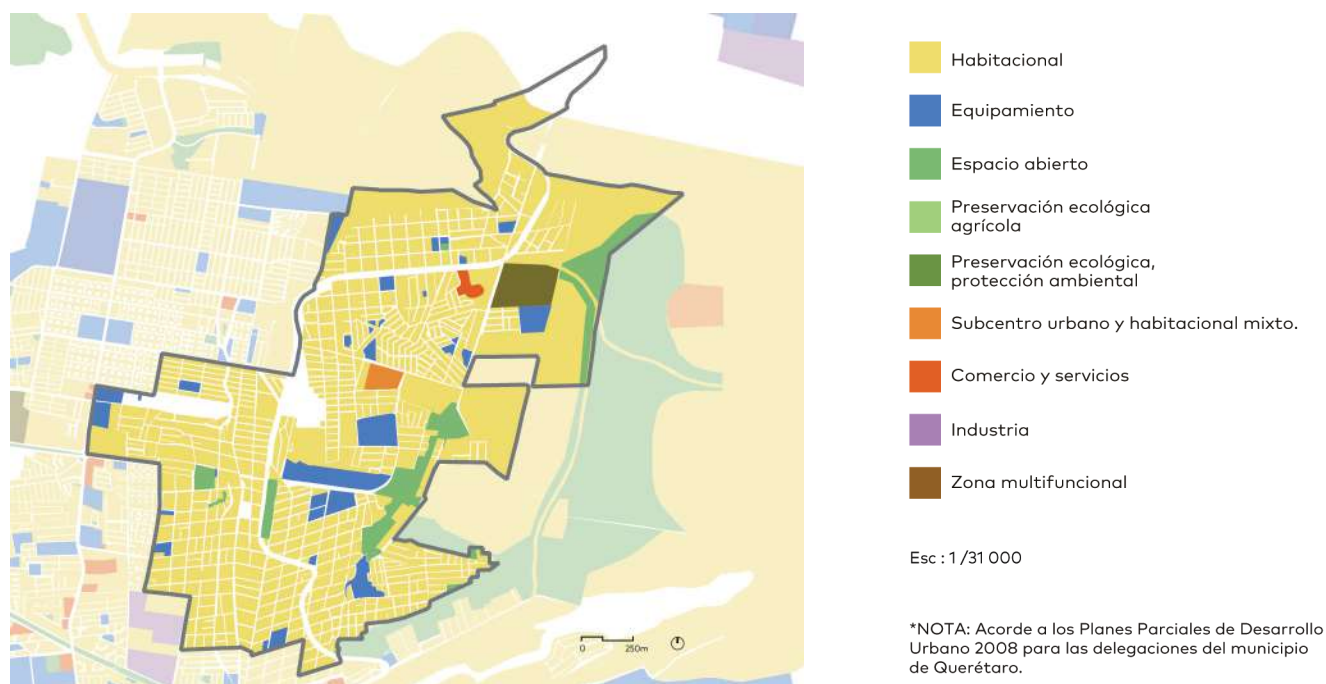 Habitacional
Equipamiento
Espacio abierto
Preservación ecológica
agrícola
Preservación ecológica,
protección ambiental
Subcentro urbano y habitacional mixto.
Comercio y servicios
Industria
Zona multifuncional
Esc : 1 /31 000
0 250m
*NOTA: Acorde a los Planes Parciales de Desarrollo
Urbano 2008 para las delegaciones del municipio
de Querétaro.